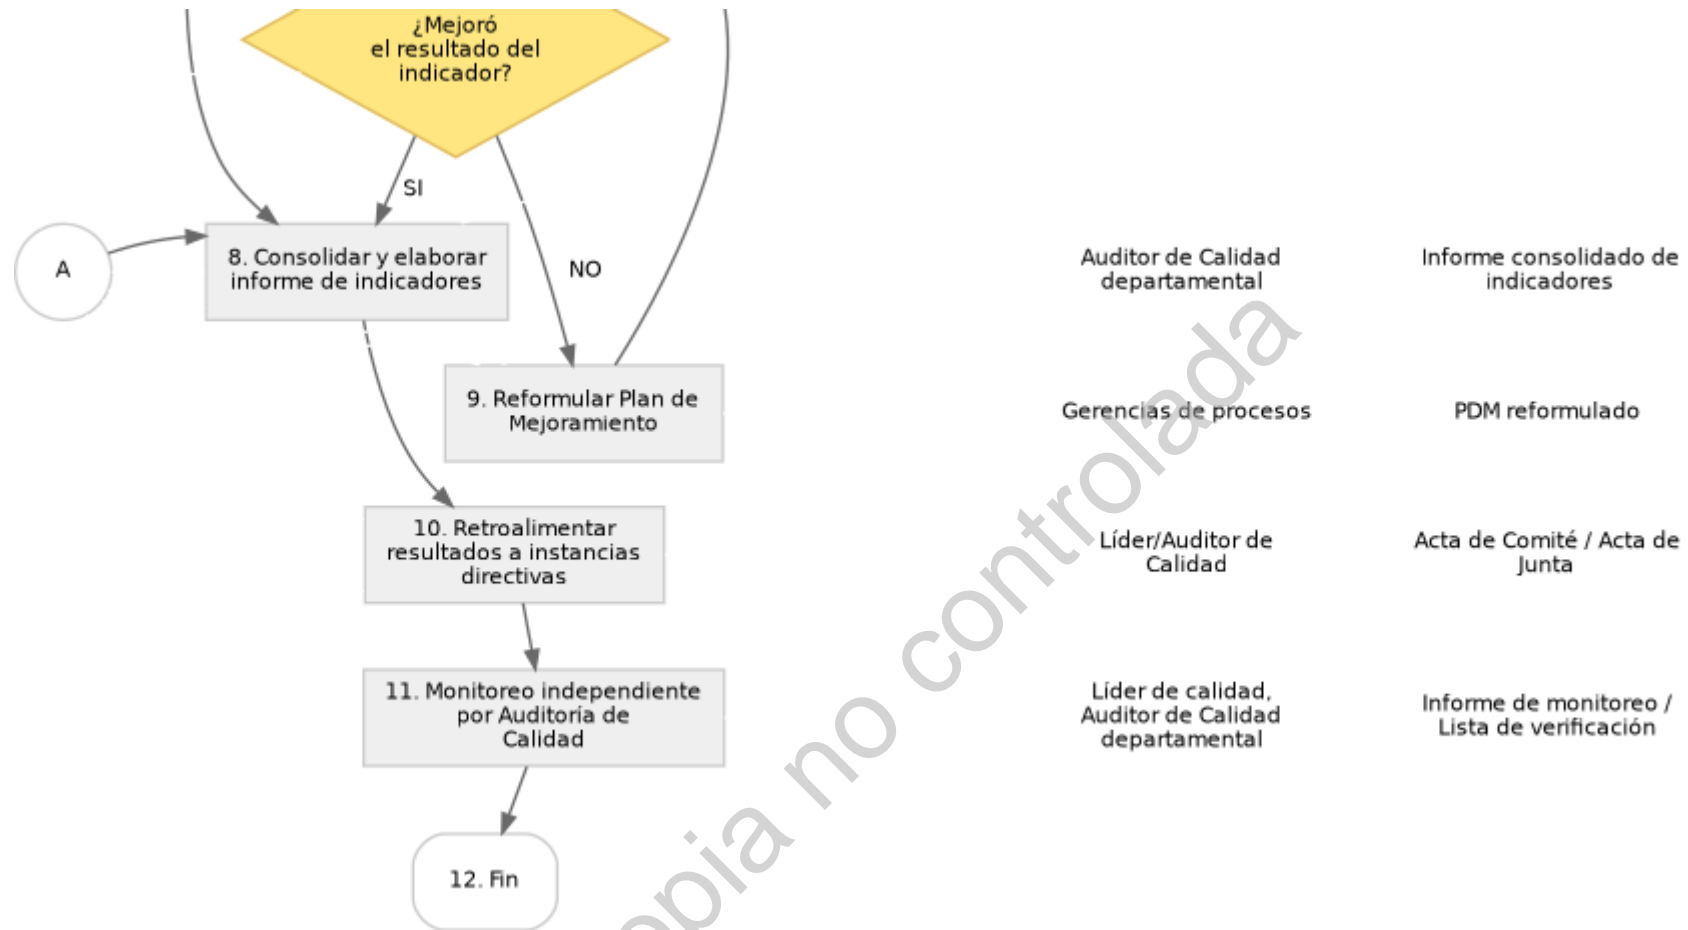 ¿Mejoró
el resultado del
indicador?
SI
A
8. Consolidar y elaborar
informe de indicadores
NO
Auditor de Calidad
departamental
Informe consolidado de
indicadores
9. Reformular Plan de
Mejoramiento
Gerencias de procesos
PDM reformulado
10. Retroalimentar
resultados a instancias
directivas
Líder/Auditor de
Calidad
Acta de Comité / Acta de
Junta
11. Monitoreo independiente
por Auditoría de
Calidad
Líder de calidad,
Auditor de Calidad
departamental
Informe de monitoreo /
Lista de verificación
12. Fin
opia no controlada